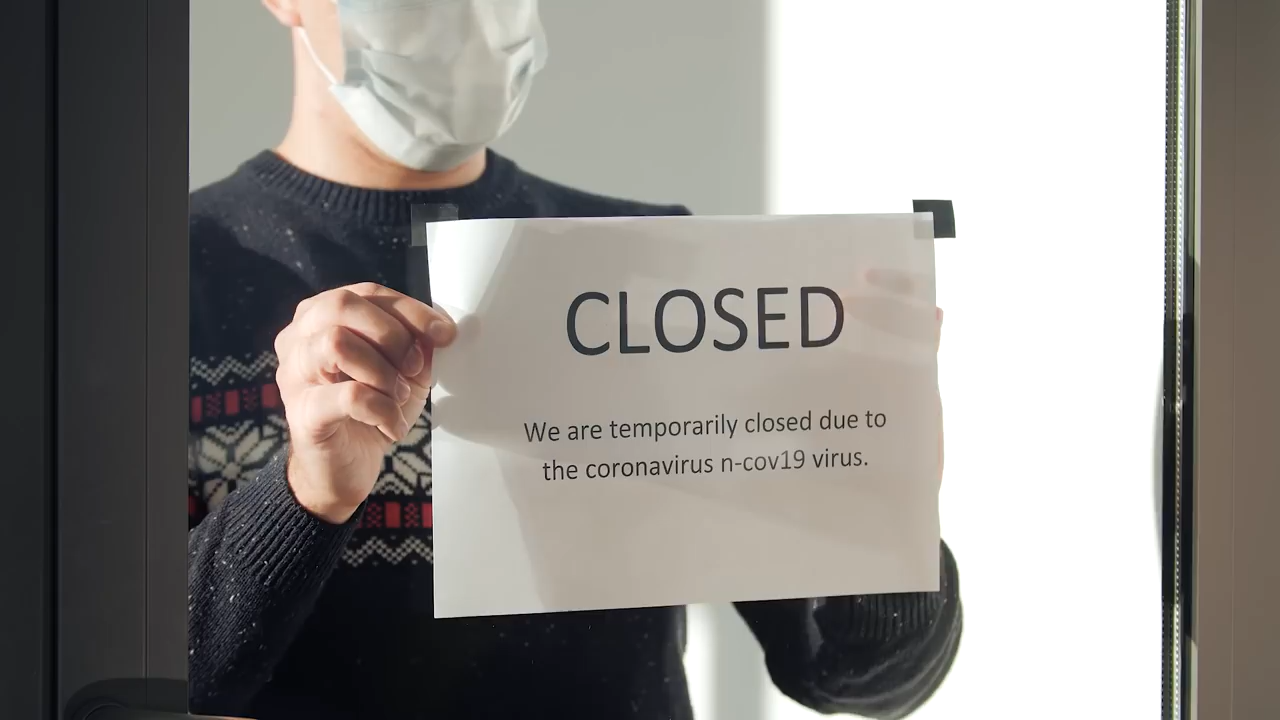 CLOSED
We are temporarily closed due to
the coronavirus n-cov19 virus.